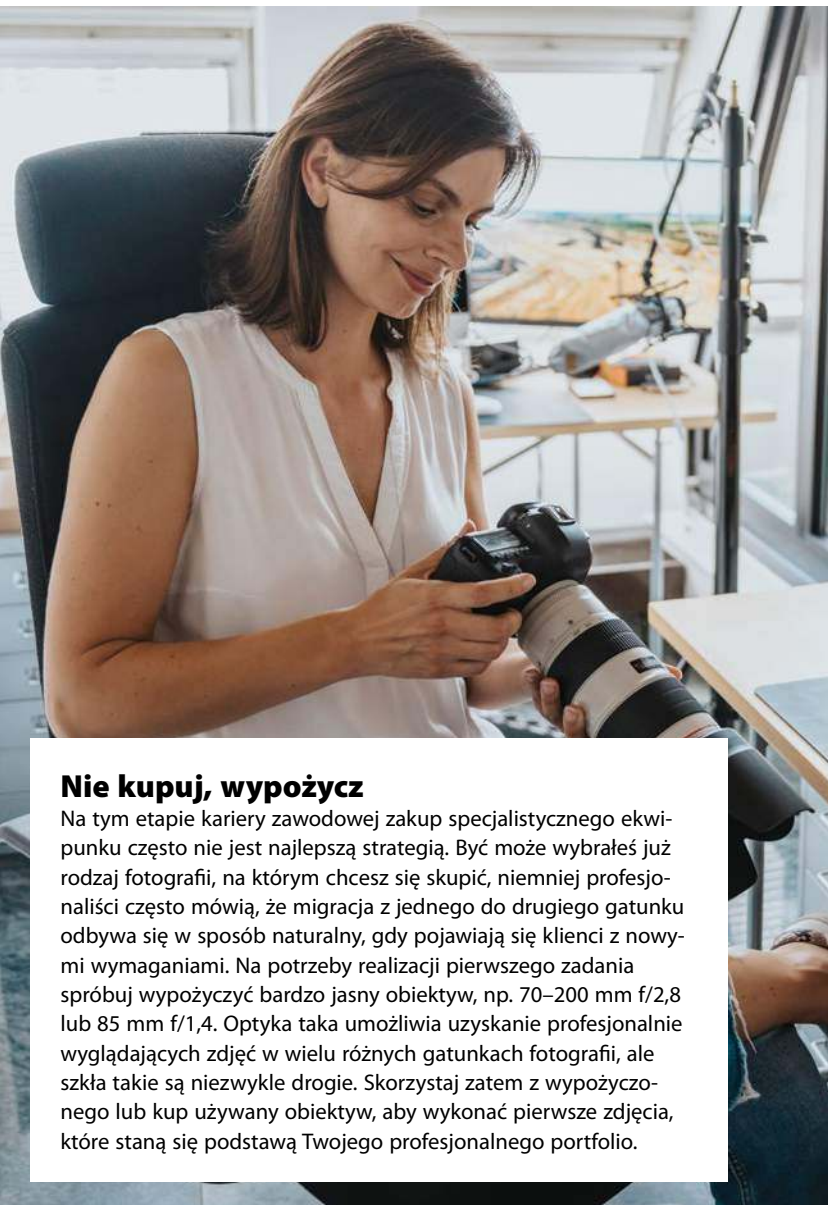 Nie kupuj, wypożycz
Na tym etapie kariery zawodowej zakup specjalistycznego ekwi-
punku często nie jest najlepszą strategią. Być może wybrałeś już
rodzaj fotografii, na którym chcesz się skupić, niemniej profesjo-
naliści często mówią, że migracja z jednego do drugiego gatunku
odbywa się w sposób naturalny, gdy pojawiają się klienci z nowy-
mi wymaganiami. Na potrzeby realizacji pierwszego zadania
spróbuj wypożyczyć bardzo jasny obiektyw, np. 70–200 mm f/2,8
lub 85 mm f/1,4. Optyka taka umożliwia uzyskanie profesjonalnie
wyglądających zdjęć w wielu różnych gatunkach fotografii, ale
szkła takie są niezwykle drogie. Skorzystaj zatem z wypożyczo-
nego lub kup używany obiektyw, aby wykonać pierwsze zdjęcia,
które staną się podstawą Twojego profesjonalnego portfolio.